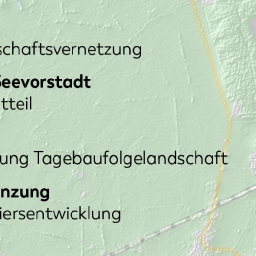 schaftsvernetzung
Seevorstadt
tteil
ung Tagebaufolgelandschaft
nzung
iersentwicklung